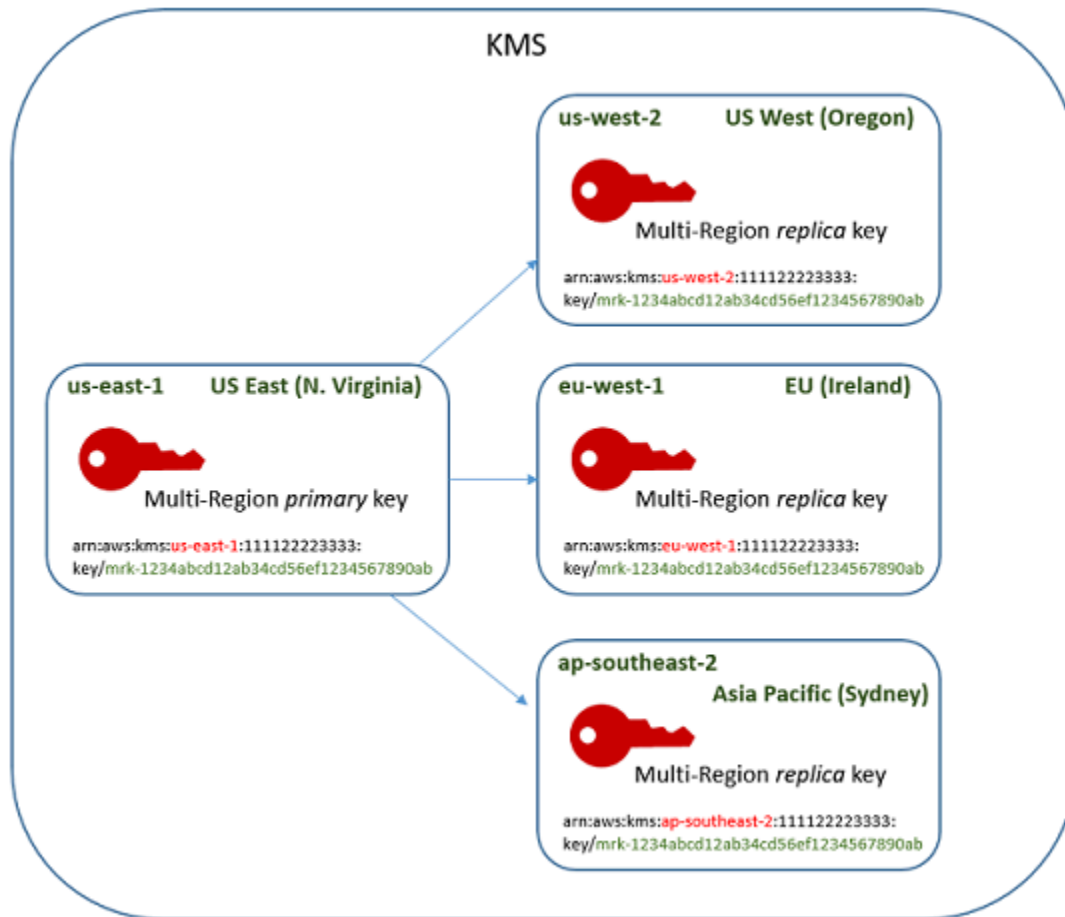 KMS
us-west-2 US West (Oregon)
Multi-Region replica key
arn:aws:kms:us-west-2:111122223333:
key/mrk-1234abcd12ab34cd56ef1234567890ab
us-east-1 US East (N. Virginia)
Multi-Region primary key
arn:aws:kms:us-east-1:111122223333:
key/mrk-1234abcd12ab34cd56ef1234567890ab
eu-west-1 EU (Ireland)
Multi-Region replica key
arn:aws:kms:eu-west-1:111122223333:
key/mrk-1234abcd12ab34cd56ef1234567890ab
ap-southeast-2
Asia Pacific (Sydney)
Multi-Region replica key
arn:aws:kms:ap-southeast-2:111122223333:
key/mrk-1234abcd12ab34cd56ef1234567890ab